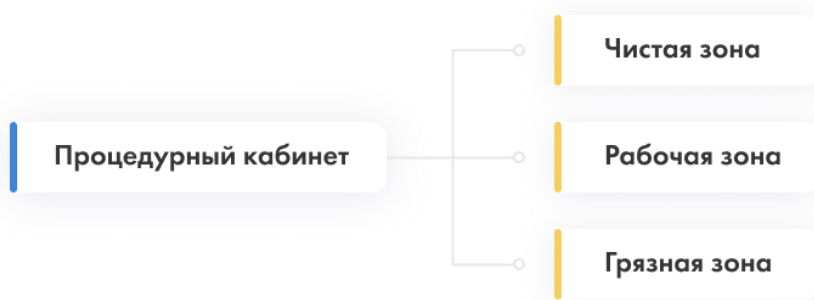 Чистая зона
Процедурный кабинет
Рабочая зона
Грязная зона